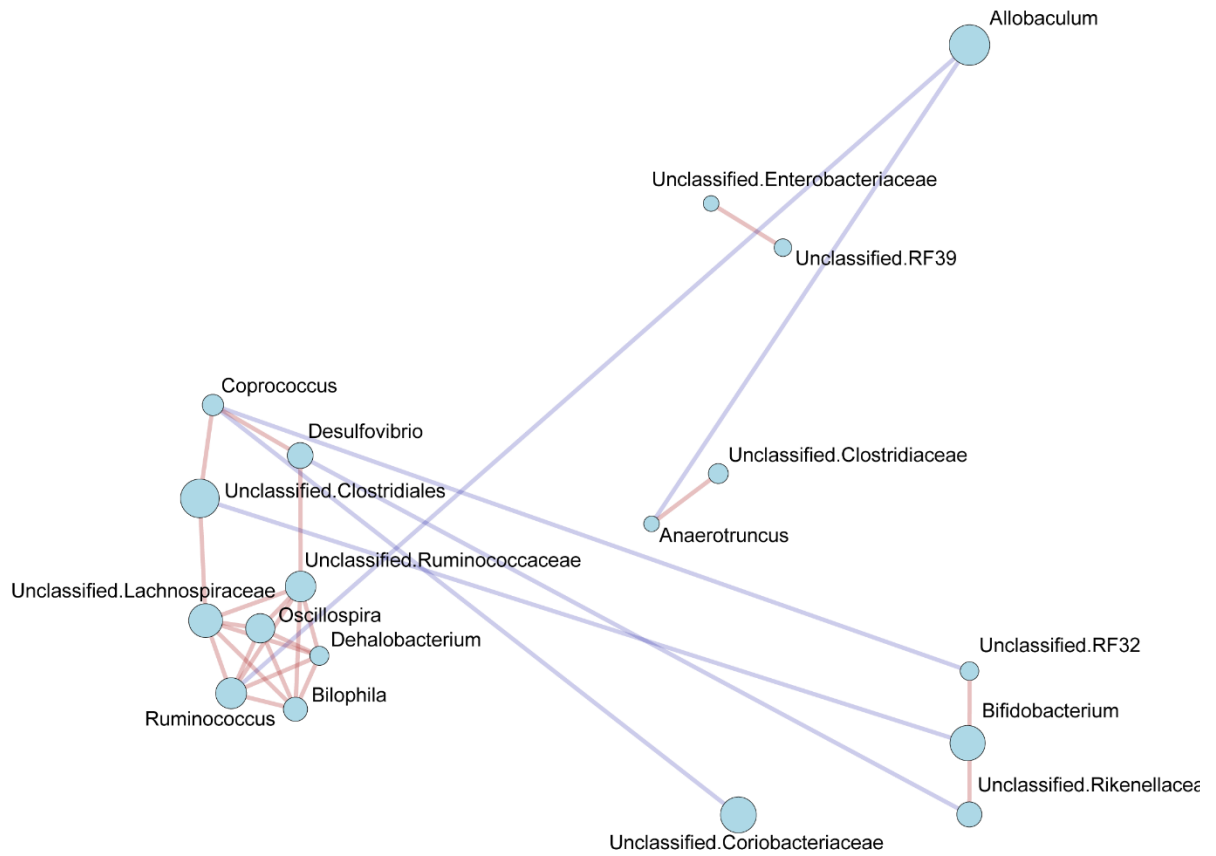 Allobaculum
Unclassified.Enterobacteriaceae
Unclassified.RF39
Coprococcus
Desulfovibrio
Unclassified.Clostridiaceae
Unclassified.Clostridiales
Anaerotruncus
Unclassified.Ruminococcaceae
Unclassified.Lachnospiraceae
Oscillospira
Dehalobacterium
Unclassified.RF32
Bilophila
Bifidobacterium
Ruminococcus
Unclassified.Rikenellacea
Unclassified.Coriobacteriaceae